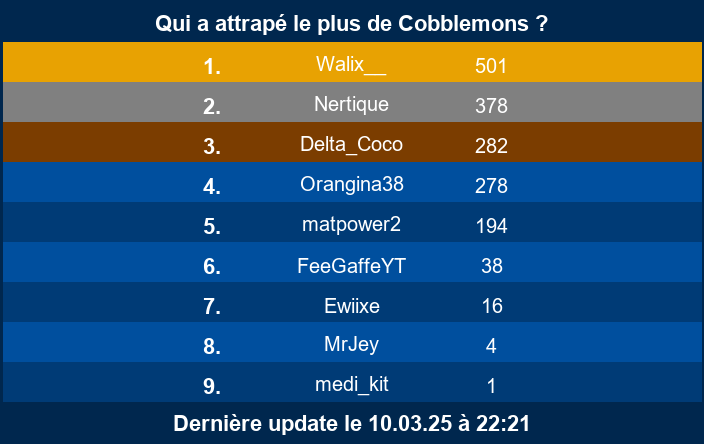 Qui a attrapé le plus de Cobblemons ?
1. Walix__ 501
2. Nertique 378
3. Delta_Coco 282
4. Orangina38 278
5. matpower2 194
6. FeeGaffeYT 38
7. Ewiixe 16
8. MrJey 4
9. medi_kit 1
Dernière update le 10.03.25 à 22:21